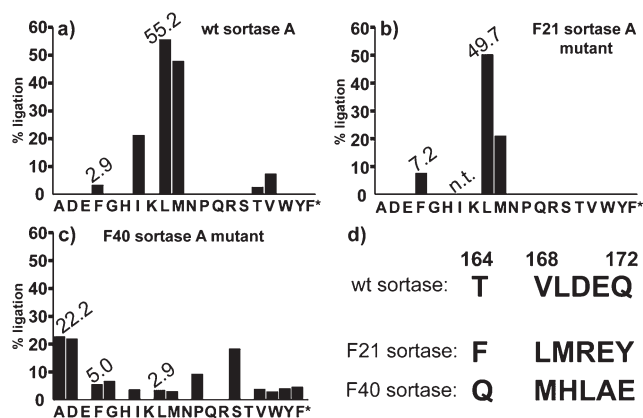 a) wt sortase A
% ligation
60
50
40
30
20
10
0
2.9
55.2
A D E F G H I K L M N P Q R S T V W Y F*
b) F21 sortase A
mutant
% ligation
60
50
40
30
20
10
0
7.2
n.t.
49.7
A D E F G H I K L M N P Q R S T V W Y F*
c) F40 sortase A mutant
% ligation
60
50
40
30
20
10
0
22.2
5.0
2.9
A D E F G H I K L M N P Q R S T V W Y F*
d)
164 168 172
wt sortase: T VLDEQ
F21 sortase: F LMREY
F40 sortase: Q MHLAE